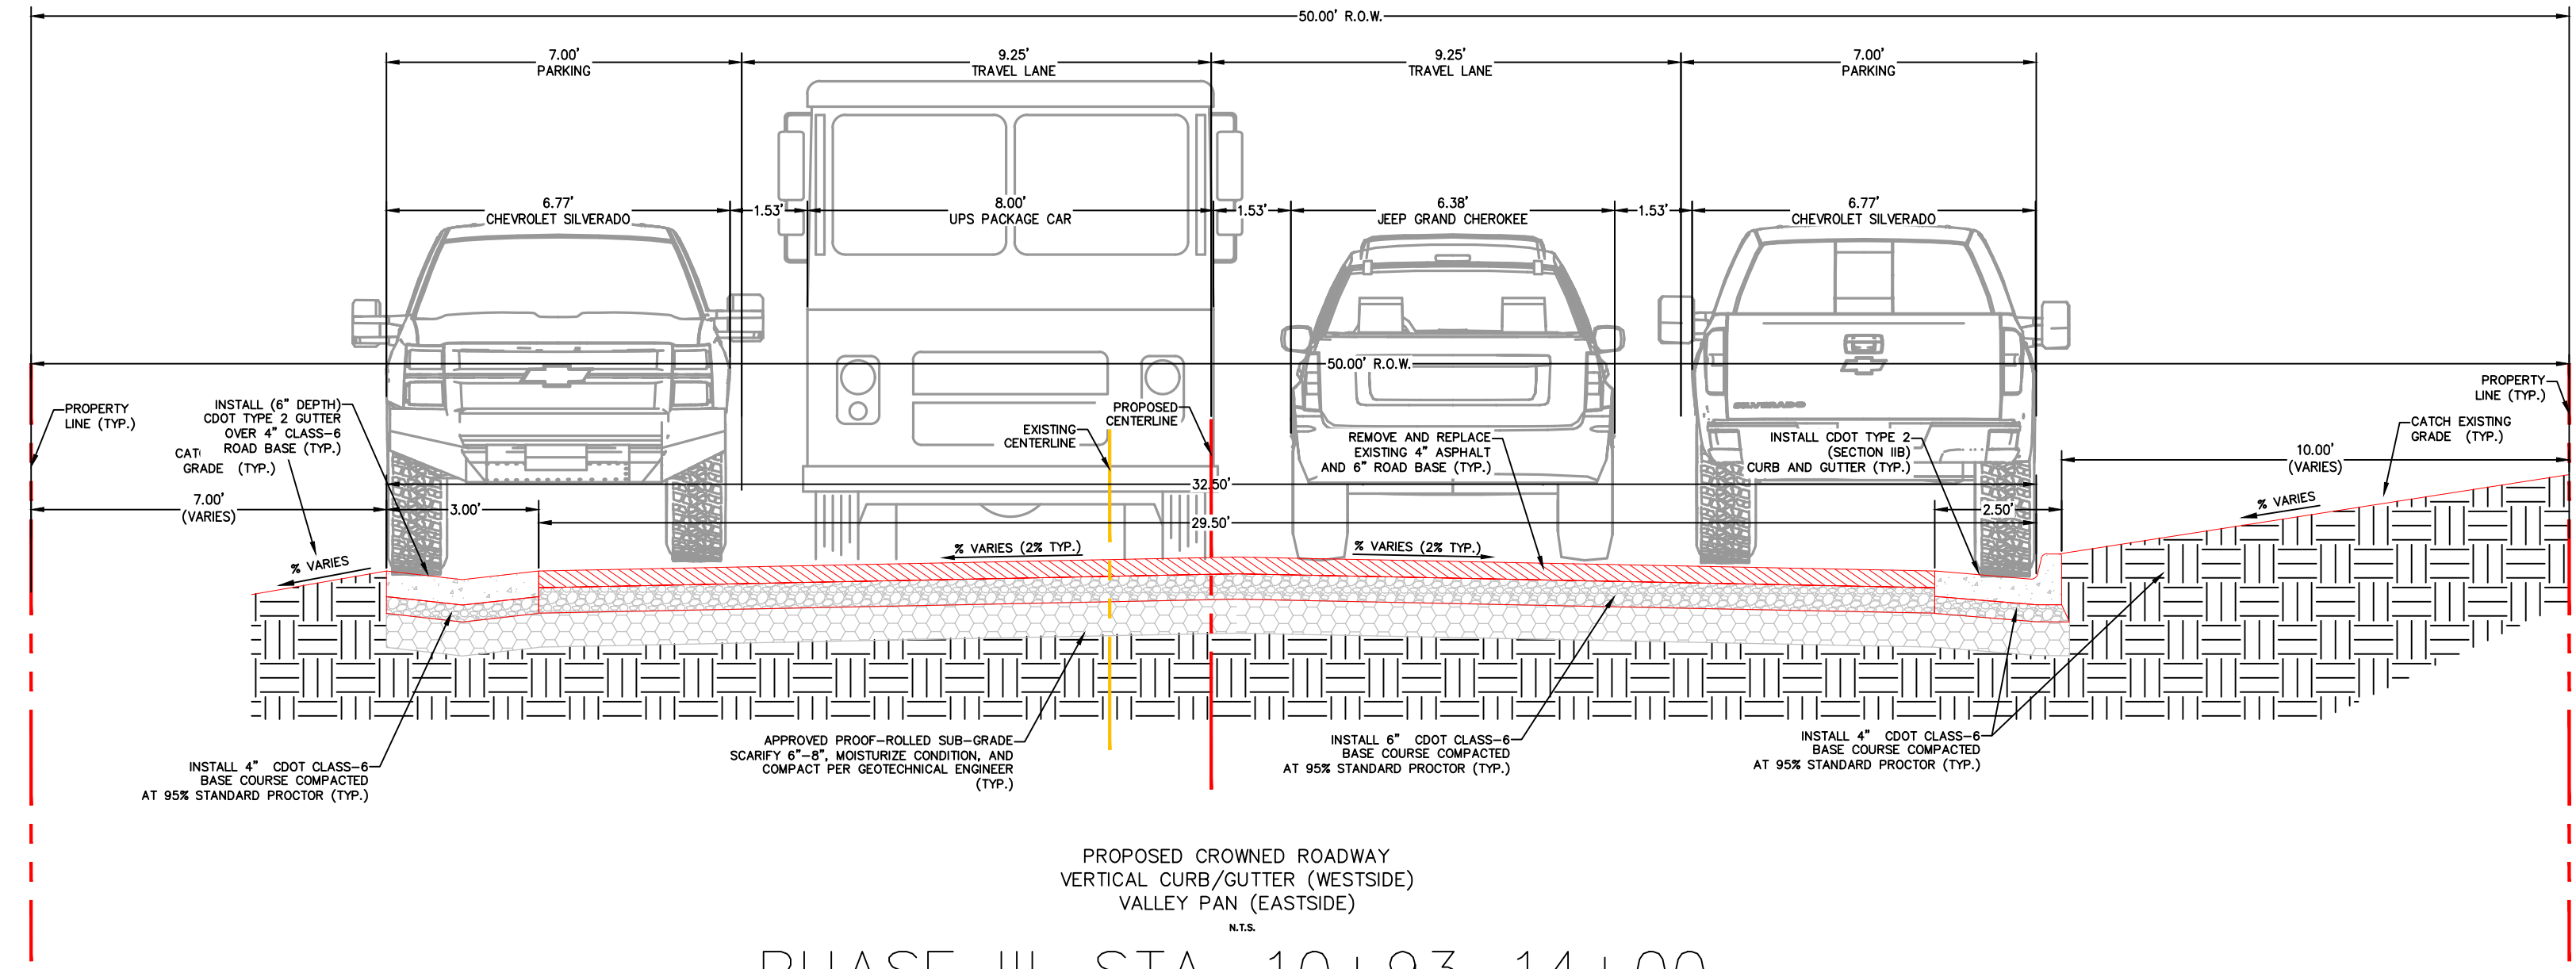 50.00' R.O.W.
7.00'
PARKING
9.25'
TRAVEL LANE
9.25'
TRAVEL LANE
7.00'
PARKING
6.77'
CHEVROLET SILVERADO
1.53'
8.00'
UPS PACKAGE CAR
1.53'
6.38'
JEEP GRAND CHEROKEE
1.53'
6.77'
CHEVROLET SILVERADO
50.00' R.O.W.
PROPERTY
LINE (TYP.)
INSTALL (6" DEPTH)
CDOT TYPE 2 GUTTER
OVER 4" CLASS-6
ROAD BASE (TYP.)
GRADE (TYP.)
EXISTING
CENTERLINE
PROPOSED
CENTERLINE
REMOVE AND REPLACE
EXISTING 4" ASPHALT
AND 6" ROAD BASE (TYP.)
SILVERADO
INSTALL CDOT TYPE 2
(SECTION IIB)
CURB AND GUTTER (TYP.)
PROPERTY
LINE (TYP.)
CATCH EXISTING
GRADE (TYP.)
10.00'
(VARIES)
32.50'
7.00'
(VARIES)
3.00'
29.50'
2.50'
% VARIES
% VARIES
% VARIES (2% TYP.)
% VARIES (2% TYP.)
INSTALL 4" CDOT CLASS-6
BASE COURSE COMPACTED
AT 95% STANDARD PROCTOR (TYP.)
APPROVED PROOF-ROLLED SUB-GRADE
SCARIFY 6"-8", MOISTURIZE CONDITION, AND
COMPACT PER GEOTECHNICAL ENGINEER
(TYP.)
INSTALL 6" CDOT CLASS-6
BASE COURSE COMPACTED
AT 95% STANDARD PROCTOR (TYP.)
INSTALL 4" CDOT CLASS-6
BASE COURSE COMPACTED
AT 95% STANDARD PROCTOR (TYP.)
PROPOSED CROWNED ROADWAY
VERTICAL CURB/GUTTER (WESTSIDE)
VALLEY PAN (EASTSIDE)
N.T.S.
PHASE III STA. 10+93-14+00